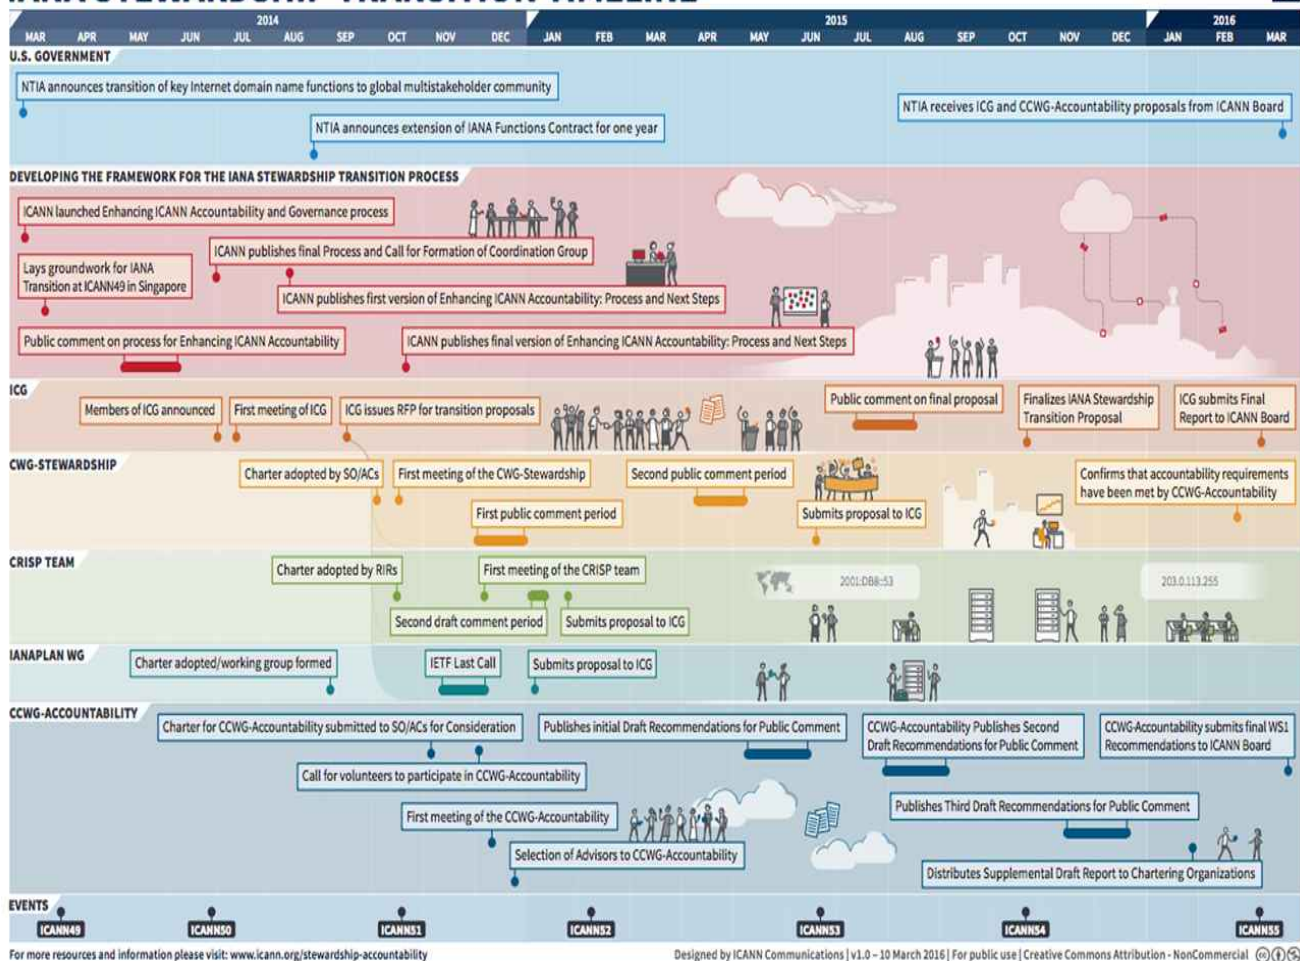 IANA STEWARDSHIP TRANSITION TIMELINE
2014 2015 2016
MAR APR MAY JUN JUL AUG SEP OCT NOV DEC JAN FEB MAR APR MAY JUN JUL AUG SEP OCT NOV DEC JAN FEB MAR
U.S. GOVERNMENT
NTIA announces transition of key Internet domain name functions to global multistakeholder community
NTIA receives ICG and CCWG-Accountability proposals from ICANN Board
NTIA announces extension of IANA Functions Contract for one year
DEVELOPING THE FRAMEWORK FOR THE IANA STEWARDSHIP TRANSITION PROCESS
ICANN launched Enhancing ICANN Accountability and Governance process
ICANN publishes final Process and Call for Formation of Coordination Group
Lays groundwork for IANA
Transition at ICANN49 in Singapore
ICANN publishes first version of Enhancing ICANN Accountability: Process and Next Steps
Public comment on process for Enhancing ICANN Accountability
ICANN publishes final version of Enhancing ICANN Accountability: Process and Next Steps
ICG
Members of ICG announced
First meeting of ICG
ICG issues RFP for transition proposals
Public comment on final proposal
Finalizes IANA Stewardship
Transition Proposal
ICG submits Final
Report to ICANN Board
CWG-STEWARDSHIP
Charter adopted by SO/ACs
First meeting of the CWG-Stewardship
Second public comment period
Confirms that accountability requirements
have been met by CCWG-Accountability
First public comment period
Submits proposal to ICG
CRISP TEAM
Charter adopted by RIRs
First meeting of the CRISP team
2001:DB8::53
203.0.113.255
Second draft comment period
Submits proposal to ICG
IANAPLAN WG
Charter adopted/working group formed
IETF Last Call
Submits proposal to ICG
CCWG-ACCOUNTABILITY
Charter for CCWG-Accountability submitted to SO/ACs for Consideration
Publishes initial Draft Recommendations for Public Comment
CCWG-Accountability Publishes Second
Draft Recommendations for Public Comment
CCWG-Accountability submits final WS1
Recommendations to ICANN Board
Call for volunteers to participate in CCWG-Accountability
Publishes Third Draft Recommendations for Public Comment
First meeting of the CCWG-Accountability
Selection of Advisors to CCWG-Accountability
Distributes Supplemental Draft Report to Chartering Organizations
EVENTS
ICANN49 ICANN50 ICANN51 ICANN52 ICANN53 ICANN54 ICANN55
For more resources and information please visit: www.icann.org/stewardship-accountability
Designed by ICANN Communications | v1.0 – 10 March 2016 | For public use | Creative Commons Attribution - NonCommercial